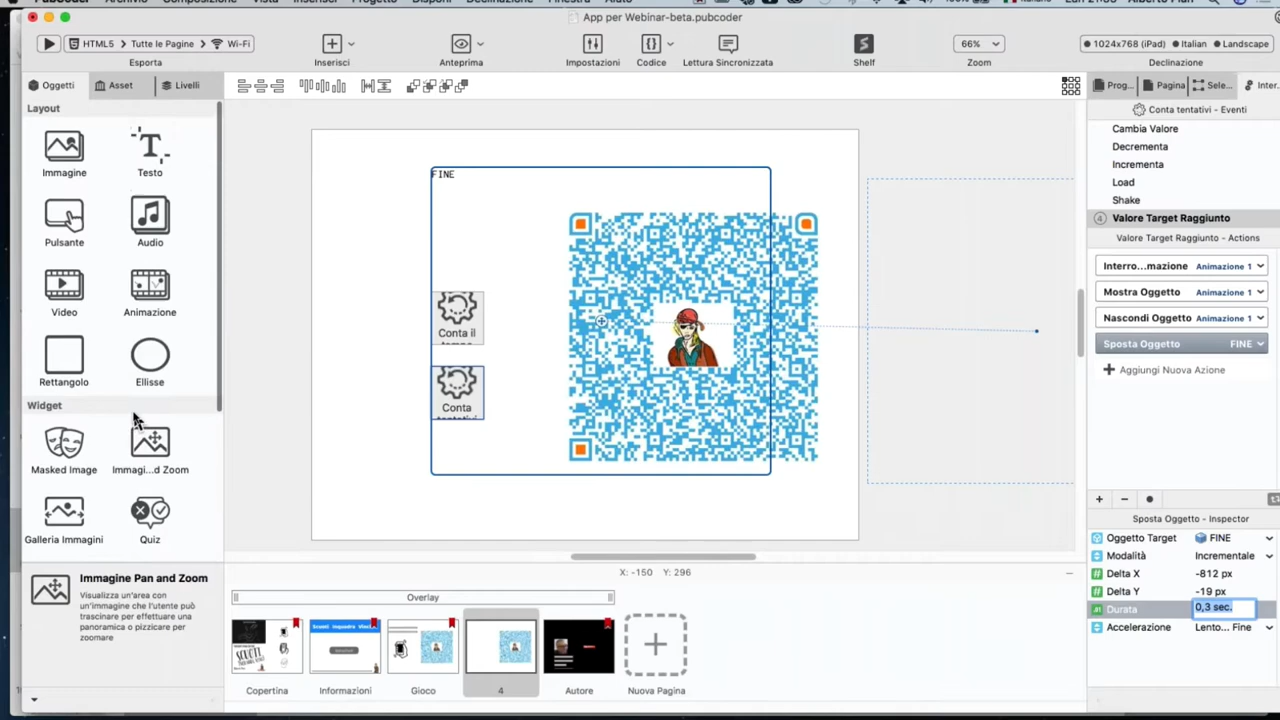 PubCoder Archivio Composizione Vista Inserisci Progetto Disponi Declinazione Finestra Aiuto
App per Webinar-beta.pubcoder
HTML5 > Tutte le Pagine > Wi-Fi
Esporta
Inserisci
Anteprima
Impostazioni
Codice
Lettura Sincronizzata
Shelf
66%
Zoom
1024x768 (iPad) Italian Landscape
Declinazione
Oggetti
Asset
Livelli
Prog...
Pagina
Sele...
Inter...
Layout
Immagine
Testo
Pulsante
Audio
Video
Animazione
Rettangolo
Ellisse
Widget
Masked Image
Immagi...d Zoom
Galleria Immagini
Quiz
Immagine Pan and Zoom
Visualizza un'area con
un'immagine che l'utente può
trascinare per effettuare una
panoramica o pizzicare per
zoomare
FINE
Conta il
tempo
Conta
tentativi
X: -150 Y: 296
Overlay
Copertina
Informazioni
Gioco
4
Autore
Nuova Pagina
Conta tentativi - Eventi
Cambia Valore
Decrementa
Incrementa
Load
Shake
4 Valore Target Raggiunto
Valore Target Raggiunto - Actions
Interro...mazione Animazione 1
Mostra Oggetto Animazione 1
Nascondi Oggetto Animazione 1
Sposta Oggetto FINE
Aggiungi Nuova Azione
Sposta Oggetto - Inspector
Oggetto Target FINE
Modalità Incrementale
Delta X -812 px
Delta Y -19 px
Durata 0,3 sec.
Accelerazione Lento... Fine